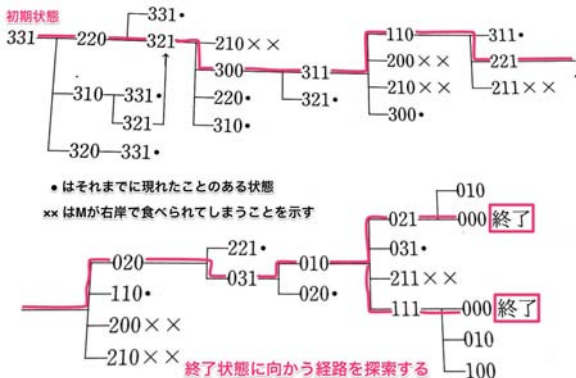 初期状態
331・
331 220 321
210××
300 311
310 331・
321
220・
321・
310・
320 331・
110 311・
200×× 221
210×× 211××
300・
• はそれまでに現れたことのある状態
×× はMが右岸で食べられてしまうことを示す
010
021 000 終了
020 221・ 010 031・
031 020・ 211××
110・ 111 000 終了
200×× 010
210×× 100
終了状態に向かう経路を探索する